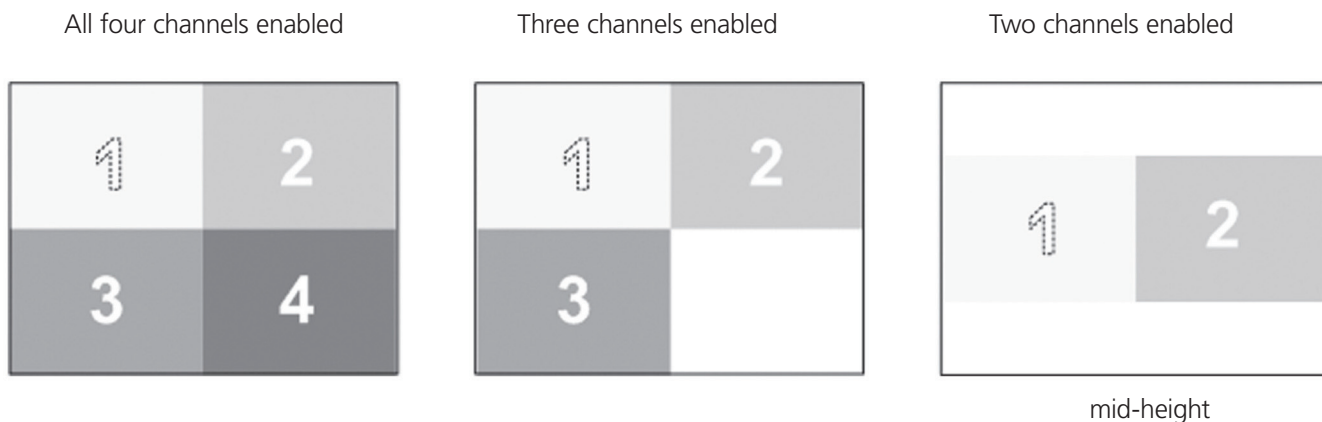 All four channels enabled
Three channels enabled
Two channels enabled
1 2
3 4
1 2
3
1 2
mid-height